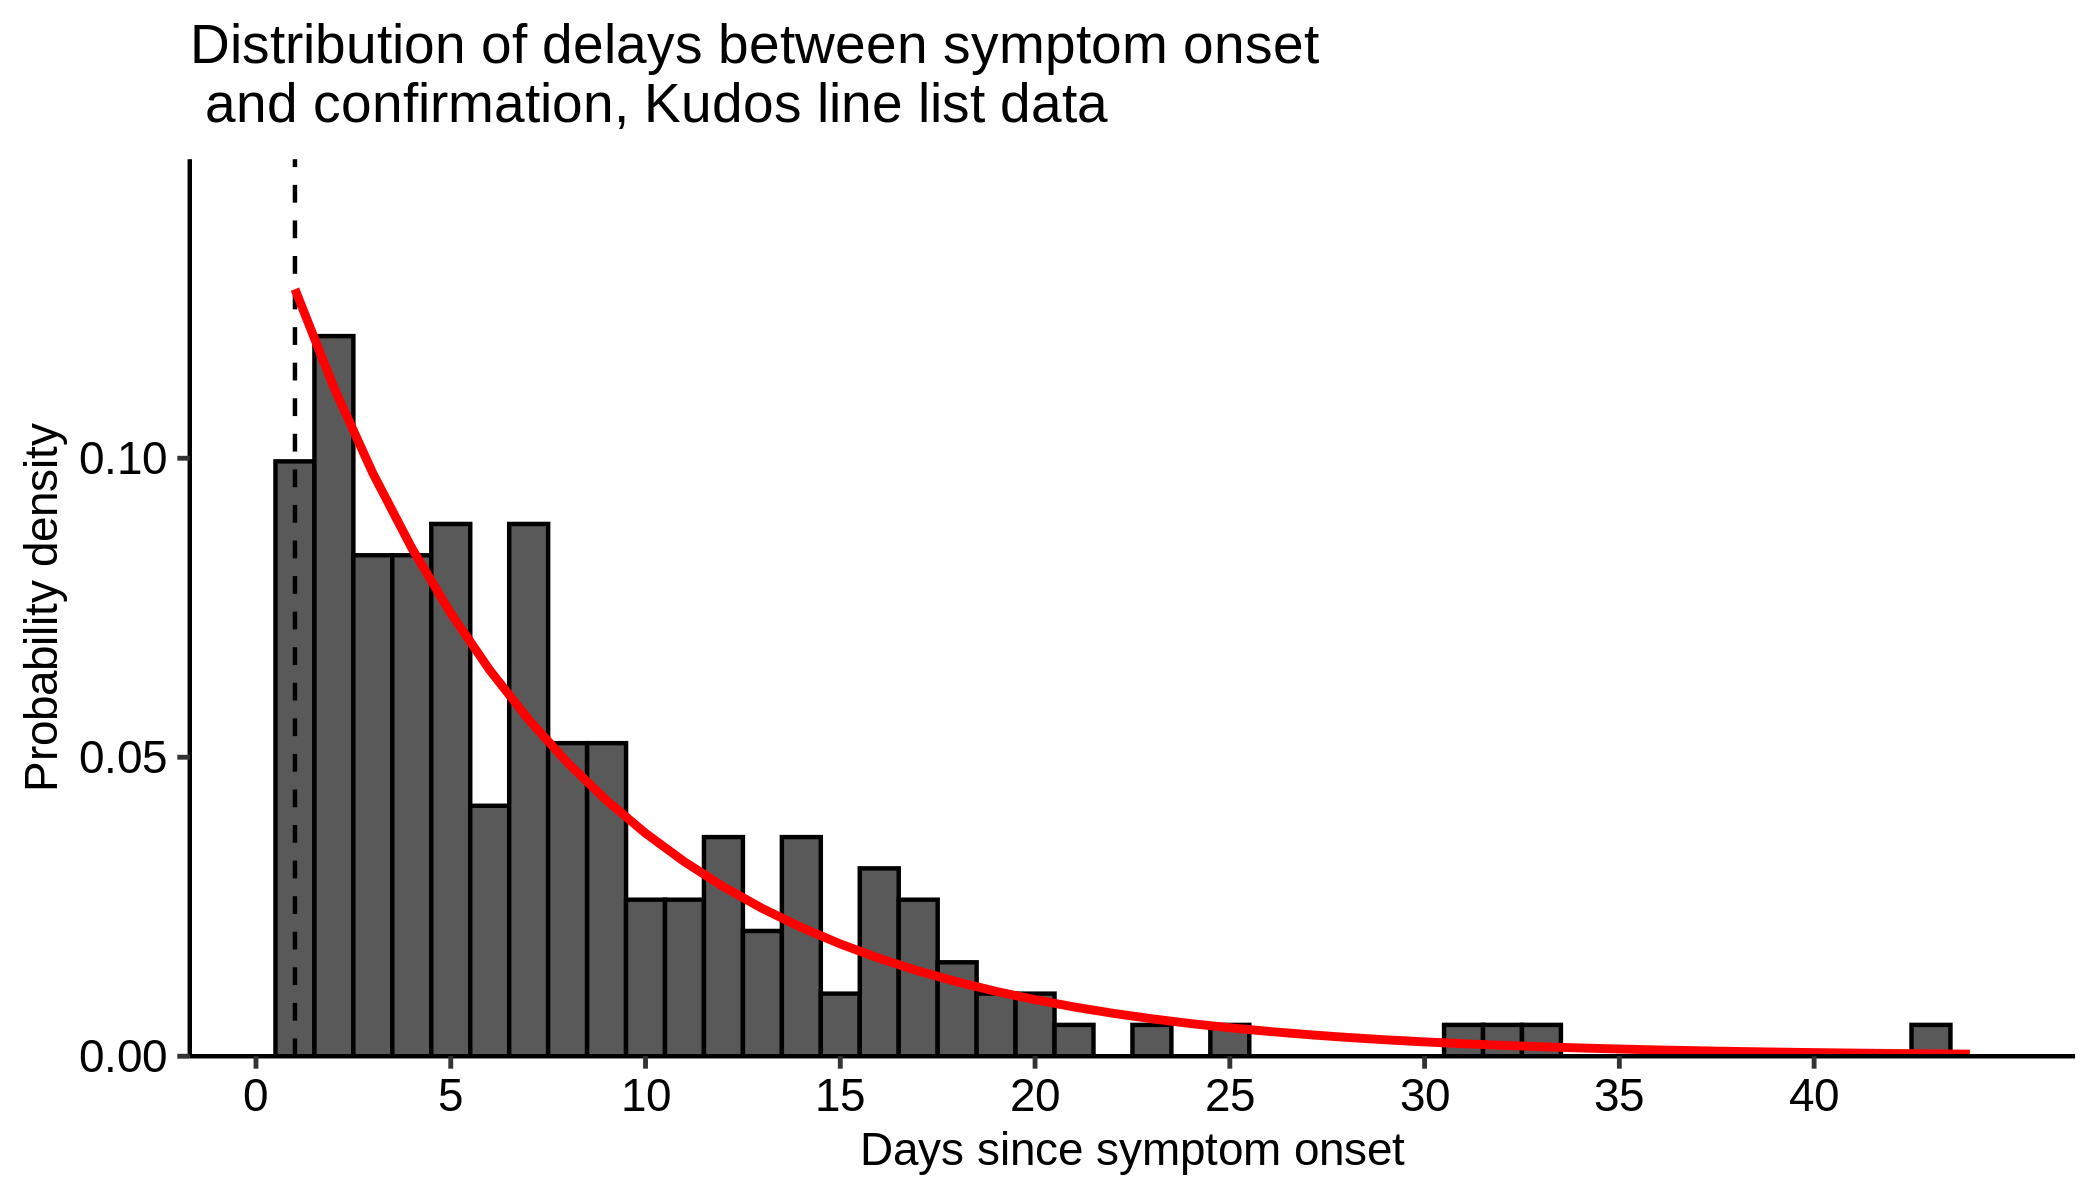 Distribution of delays between symptom onset
and confirmation, Kudos line list data
Probability density
0.10
0.05
0.00
0 5 10 15 20 25 30 35 40
Days since symptom onset